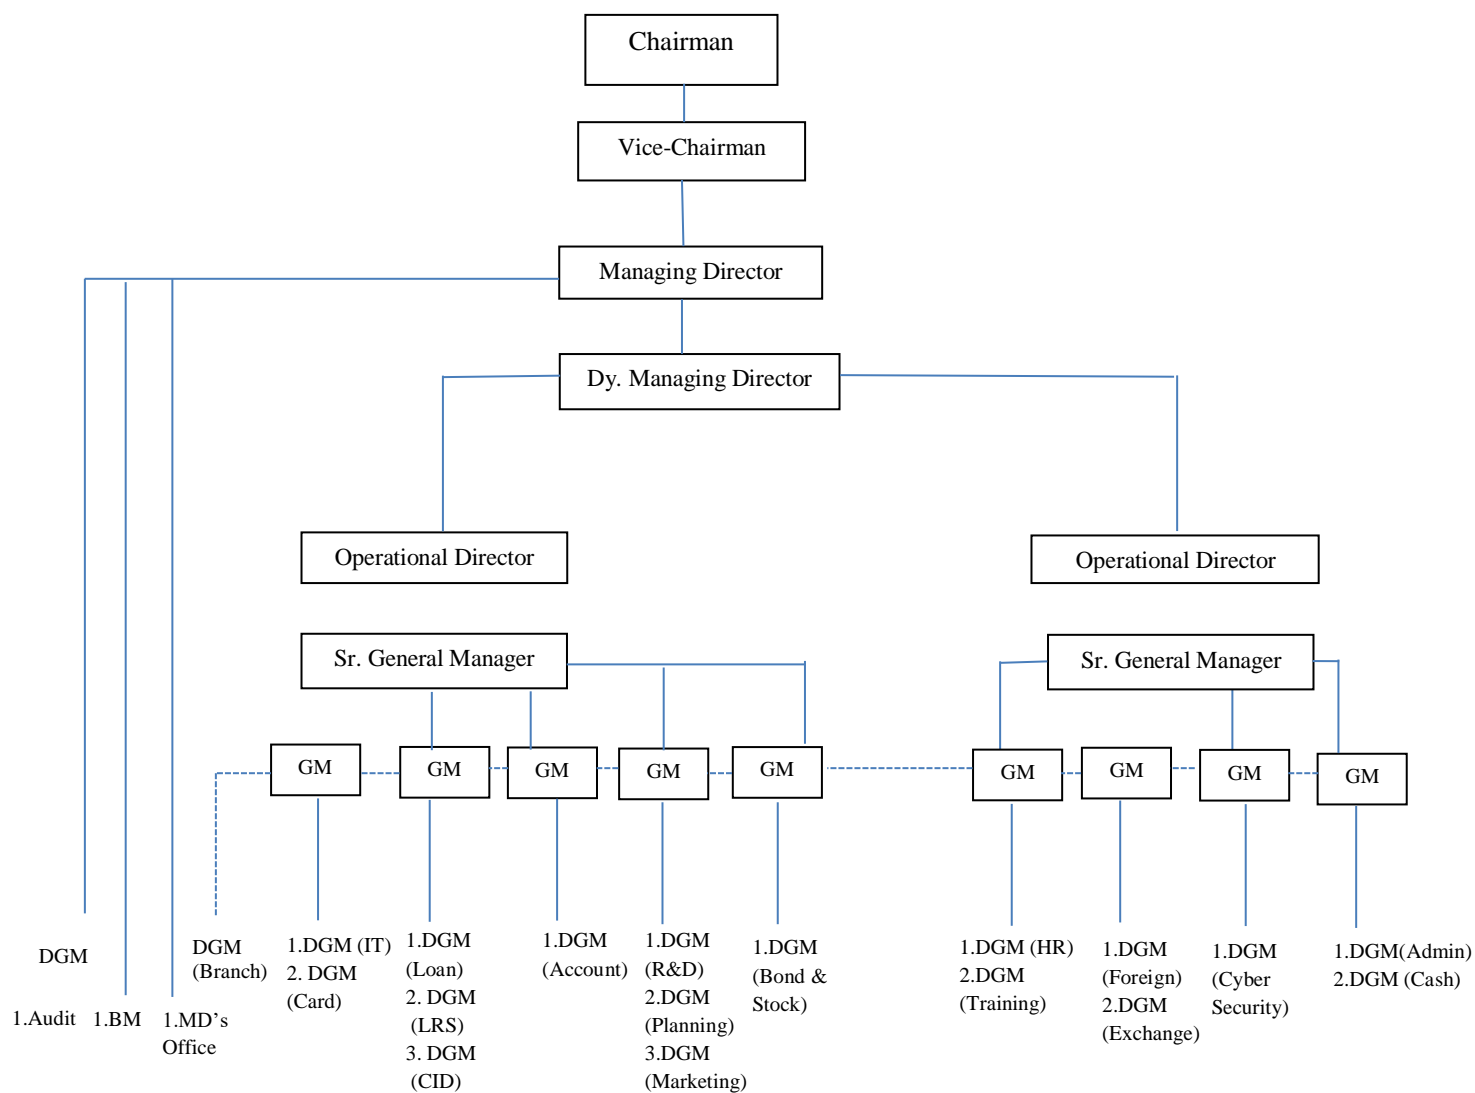 Chairman
Vice-Chairman
Managing Director
Dy. Managing Director
Operational Director
Operational Director
Sr. General Manager
Sr. General Manager
GM
GM
GM
GM
GM
GM
GM
GM
GM
DGM
1.Audit
1.BM
1.MD’s
Office
DGM
(Branch)
1.DGM (IT)
2. DGM
(Card)
1.DGM
(Loan)
2. DGM
(LRS)
3. DGM
(CID)
1.DGM
(Account)
1.DGM
(R&D)
2.DGM
(Planning)
3.DGM
(Marketing)
1.DGM
(Bond &
Stock)
1.DGM (HR)
2.DGM
(Training)
1.DGM
(Foreign)
2.DGM
(Exchange)
1.DGM
(Cyber
Security)
1.DGM(Admin)
2.DGM (Cash)